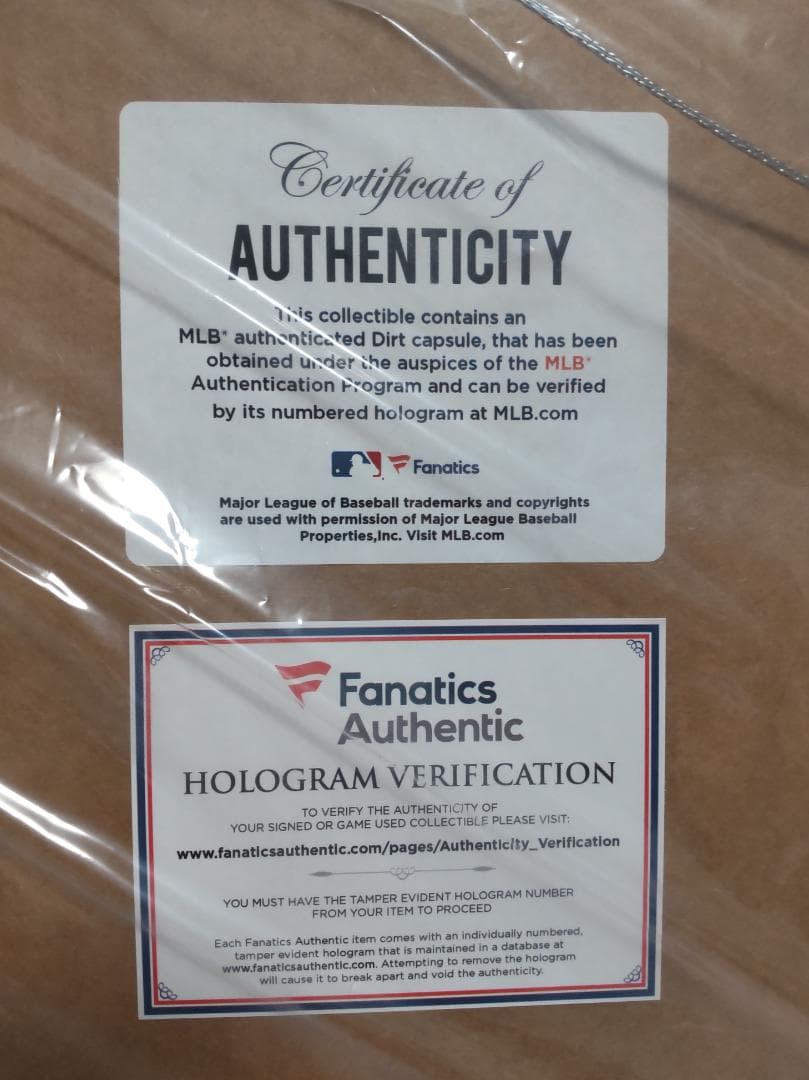 Certificate of
AUTHENTICITY
This collectible contains an
MLB® authenticated Dirt capsule, that has been
obtained under the auspices of the MLB®
Authentication Program and can be verified
by its numbered hologram at MLB.com
Fanatics
Major League of Baseball trademarks and copyrights
are used with permission of Major League Baseball
Properties,Inc. Visit MLB.com
Fanatics
Authentic
HOLOGRAM VERIFICATION
TO VERIFY THE AUTHENTICITY OF
YOUR SIGNED OR GAME USED COLLECTIBLE PLEASE VISIT:
www.fanaticsauthentic.com/pages/Authenticity_Verification
YOU MUST HAVE THE TAMPER EVIDENT HOLOGRAM NUMBER
FROM YOUR ITEM TO PROCEED
Each Fanatics Authentic item comes with an individually numbered,
tamper evident hologram that is maintained in a database at
www.fanaticsauthentic.com. Attempting to remove the hologram
will cause it to break apart and void the authenticity.